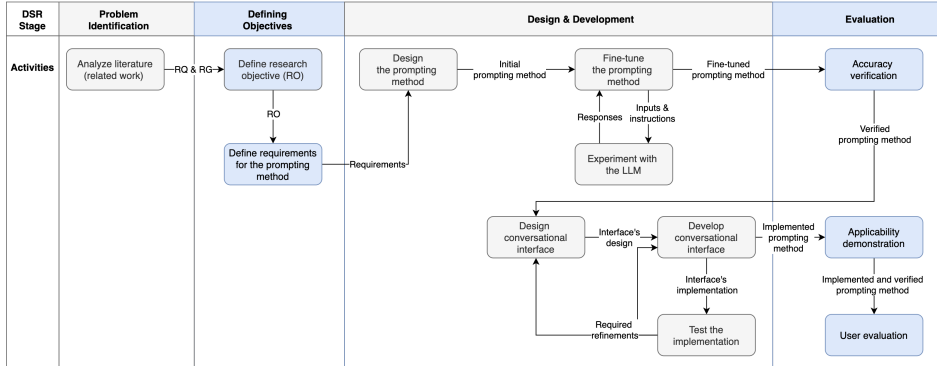 DSR
Stage
Problem
Identification
Defining
Objectives
Design & Development
Evaluation
Activities
Analyze literature
(related work)
RQ & RG
Define research
objective (RO)
RO
Define requirements
for the prompting
method
Requirements
Design
the prompting
method
Initial
prompting method
Fine-tune
the prompting
method
Fine-tuned
prompting method
Responses
Inputs &
instructions
Experiment with
the LLM
Accuracy
verification
Verified
prompting method
Design
conversational
interface
Interface's
design
Develop
conversational
interface
Implemented
prompting
method
Applicability
demonstration
Interface's
implementation
Implemented and verified
prompting method
Required
refinements
Test the
implementation
User evaluation